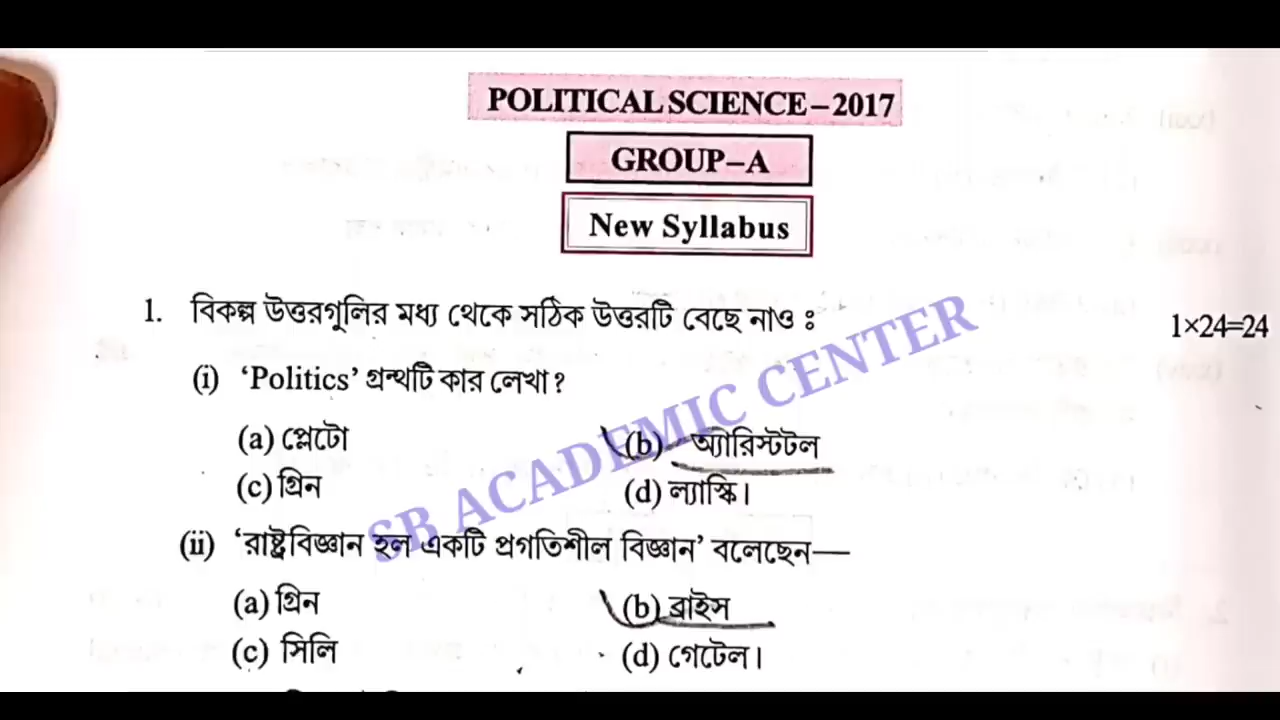 POLITICAL SCIENCE–2017
GROUP–A
New Syllabus
1. বিকল্প উত্তরগুলির মধ্য থেকে সঠিক উত্তরটি বেছে নাও ঃ 1×24=24
(i) ‘Politics’ গ্রন্থটি কার লেখা?
(a) প্লেটো (b) অ্যারিস্টটল
(c) গ্রিন (d) ল্যাস্কি।
(ii) ‘রাষ্ট্রবিজ্ঞান হল একটি প্রগতিশীল বিজ্ঞান’ বলেছেন—
(a) গ্রিন (b) ব্রাইস
(c) সিলি (d) গেটেল।
SB ACADEMIC CENTER